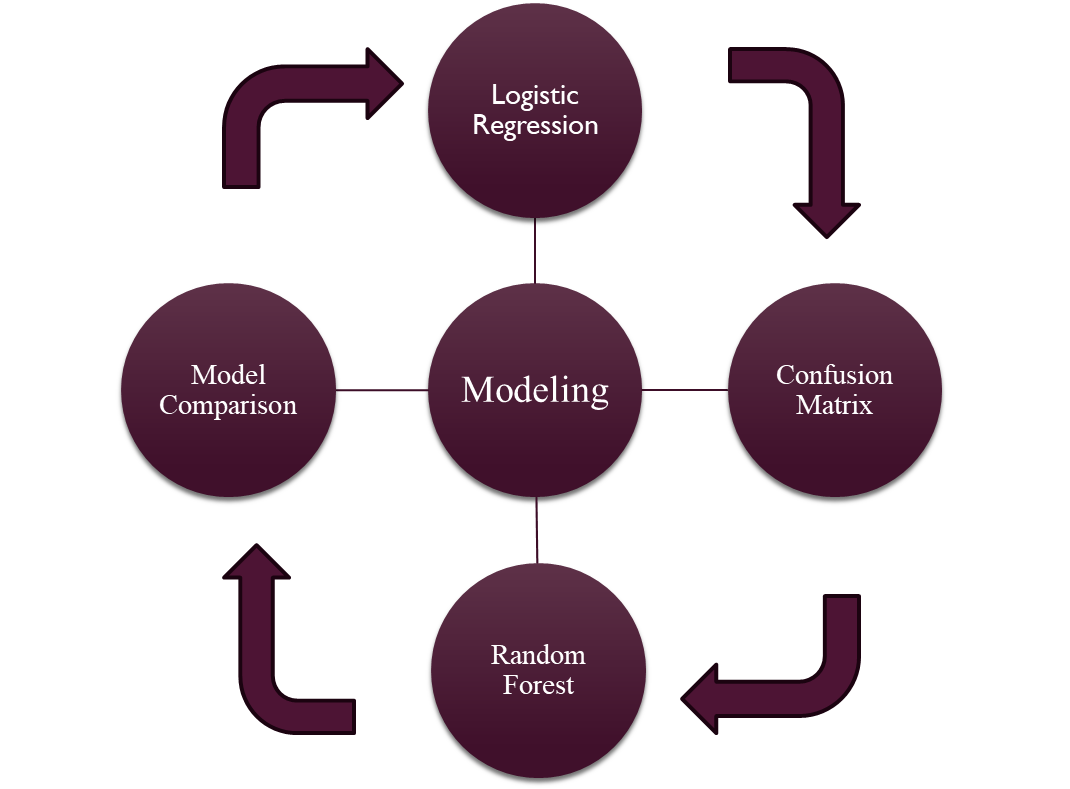 Logistic
Regression
Model
Comparison
Modeling
Confusion
Matrix
Random
Forest